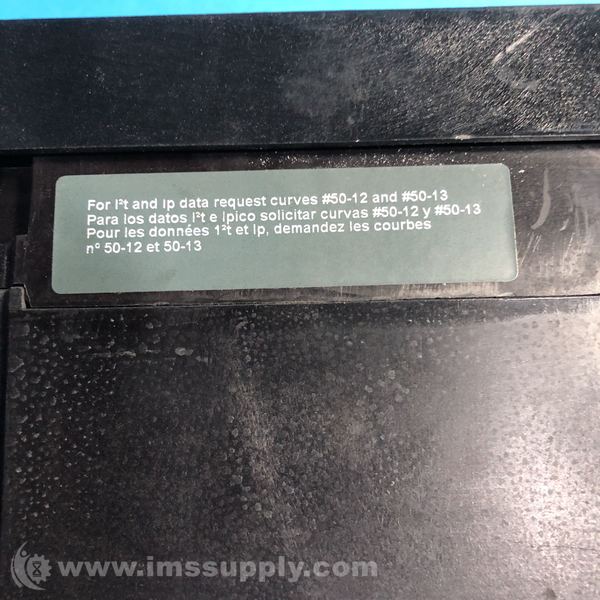 For I²t and Ip data request curves #50-12 and #50-13
Para los datos I²t e Ipico solicitar curvas #50-12 y #50-13
Pour les données 1²t et Ip, demandez les courbes
n° 50-12 et 50-13
www.imssupply.com